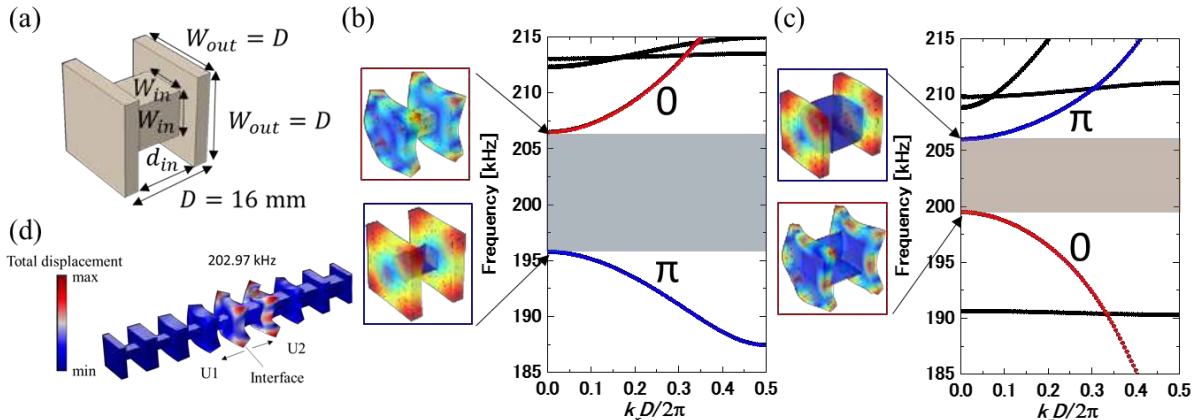 (a)
W_out = D
W_in
W_in
W_out = D
d_in
D = 16 mm
(d)
Total displacement
max
min
202.97 kHz
U1
U2
Interface
(b)
Frequency [kHz]
215
210
205
200
195
190
185
0
π
0.0 0.1 0.2 0.3 0.4 0.5
k_x D/2π
(c)
Frequency [kHz]
215
210
205
200
195
190
185
π
0
0.0 0.1 0.2 0.3 0.4 0.5
k D/2π